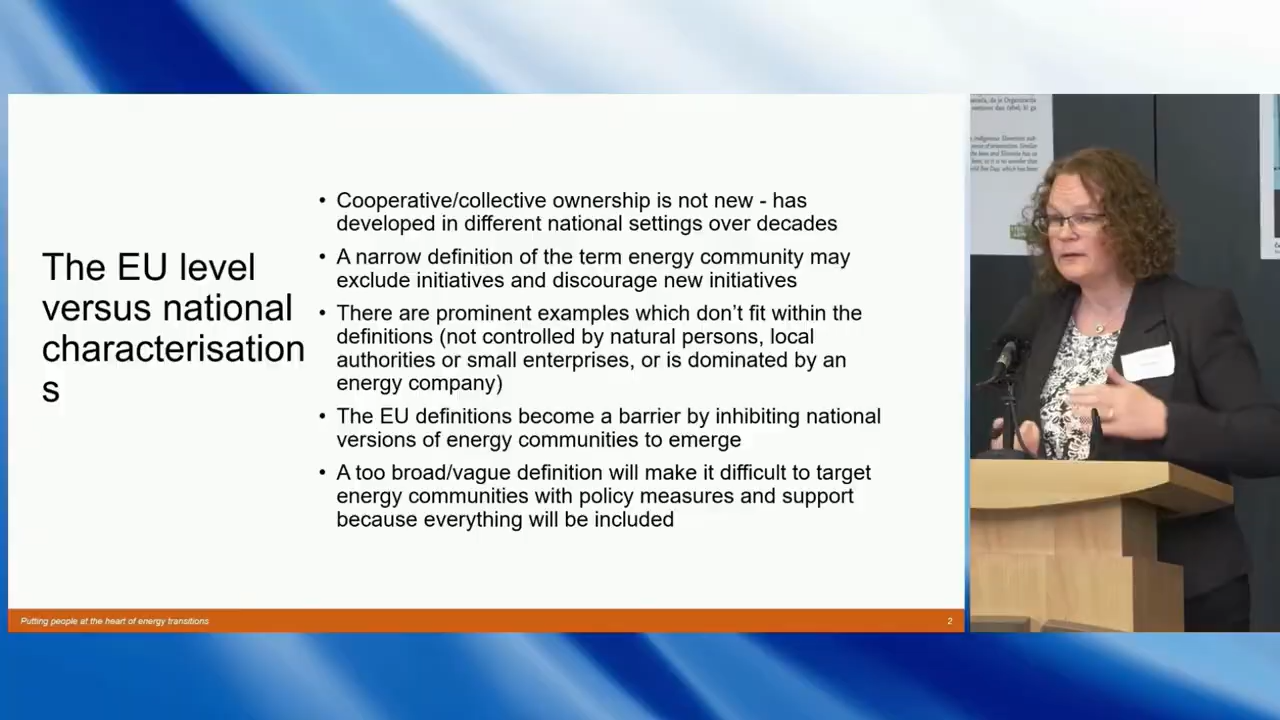 The EU level
versus national
characterisation
s
• Cooperative/collective ownership is not new - has
developed in different national settings over decades
• A narrow definition of the term energy community may
exclude initiatives and discourage new initiatives
• There are prominent examples which don't fit within the
definitions (not controlled by natural persons, local
authorities or small enterprises, or is dominated by an
energy company)
• The EU definitions become a barrier by inhibiting national
versions of energy communities to emerge
• A too broad/vague definition will make it difficult to target
energy communities with policy measures and support
because everything will be included
Putting people at the heart of energy transitions
2